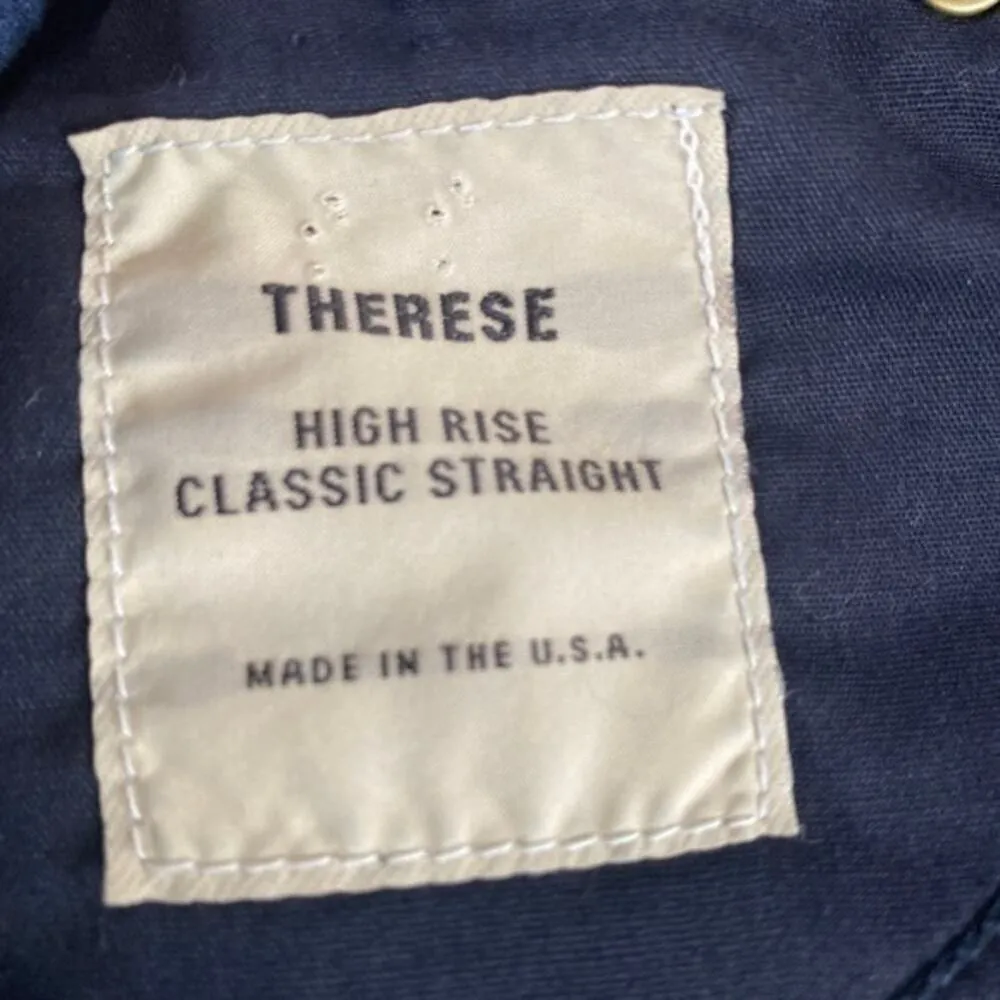 THERESE
HIGH RISE
CLASSIC STRAIGHT
MADE IN THE U.S.A.